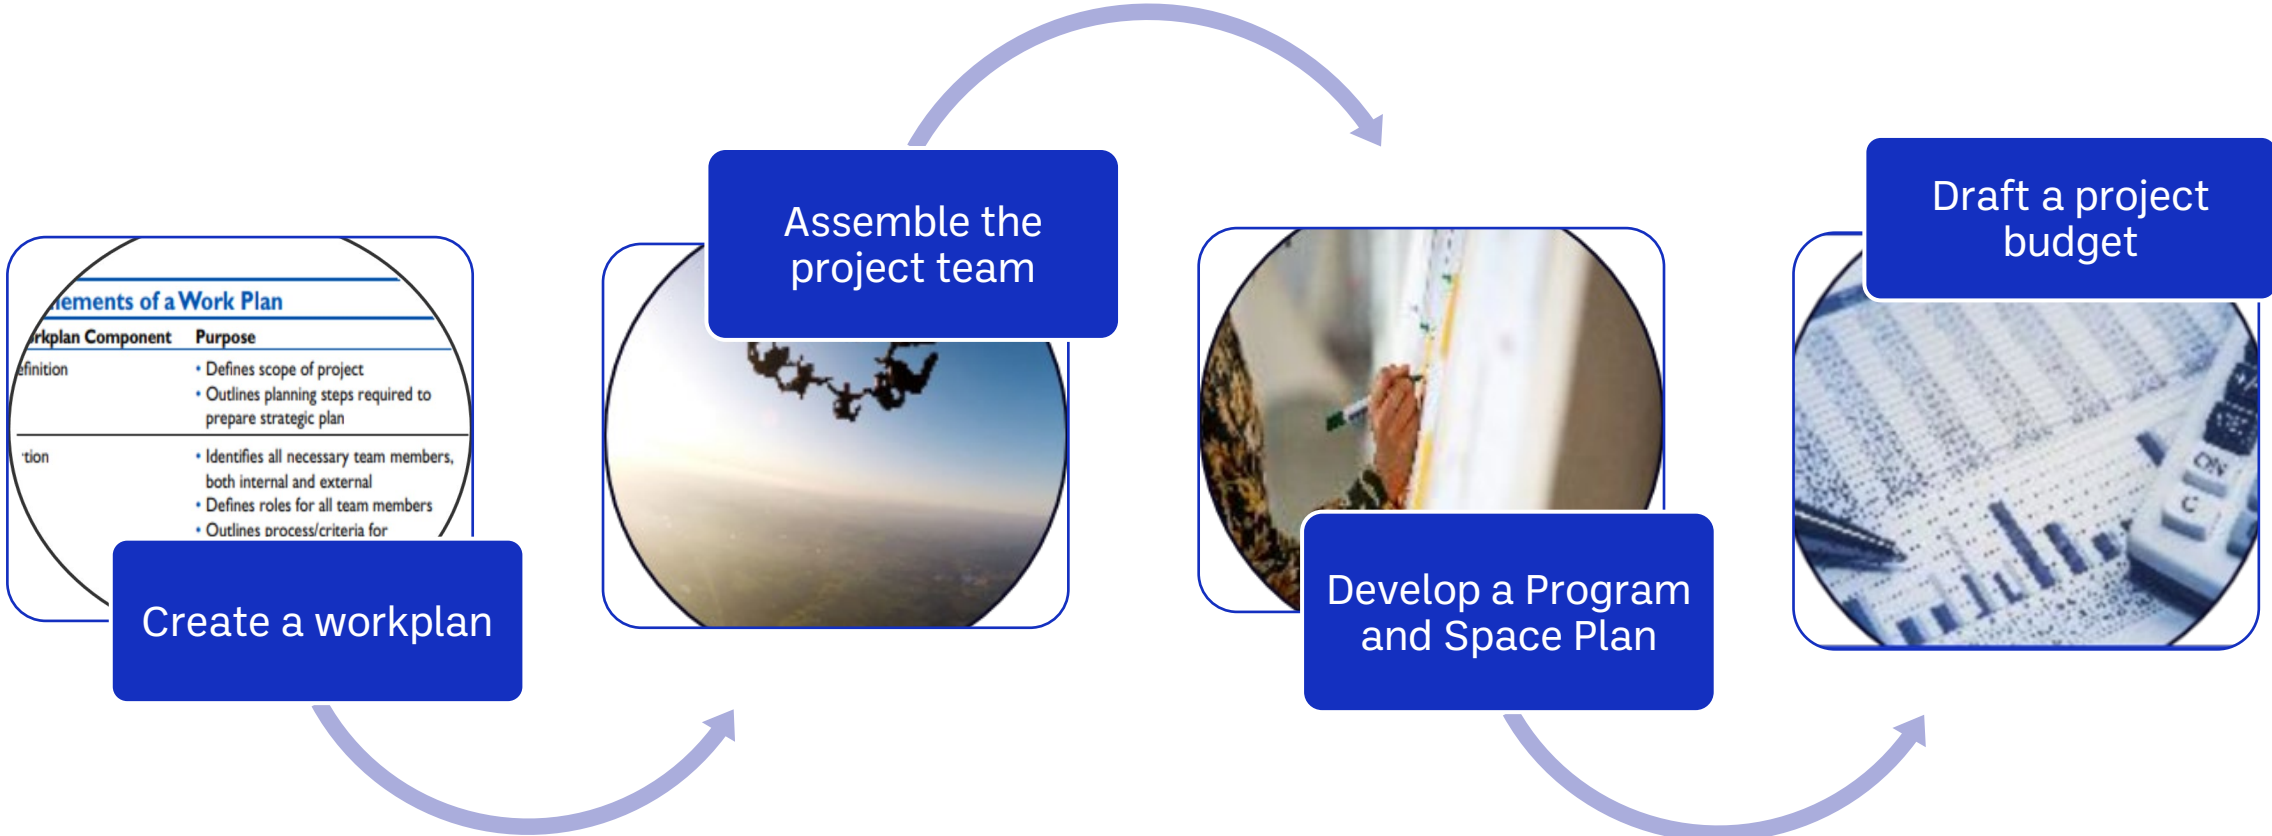 lements of a Work Plan
rkplan Component Purpose
efinition
• Defines scope of project
• Outlines planning steps required to
prepare strategic plan
tion
• Identifies all necessary team members,
both internal and external
• Defines roles for all team members
• Outlines process/criteria for
Create a workplan
Assemble the
project team
Develop a Program
and Space Plan
Draft a project
budget
+/-
ON
C